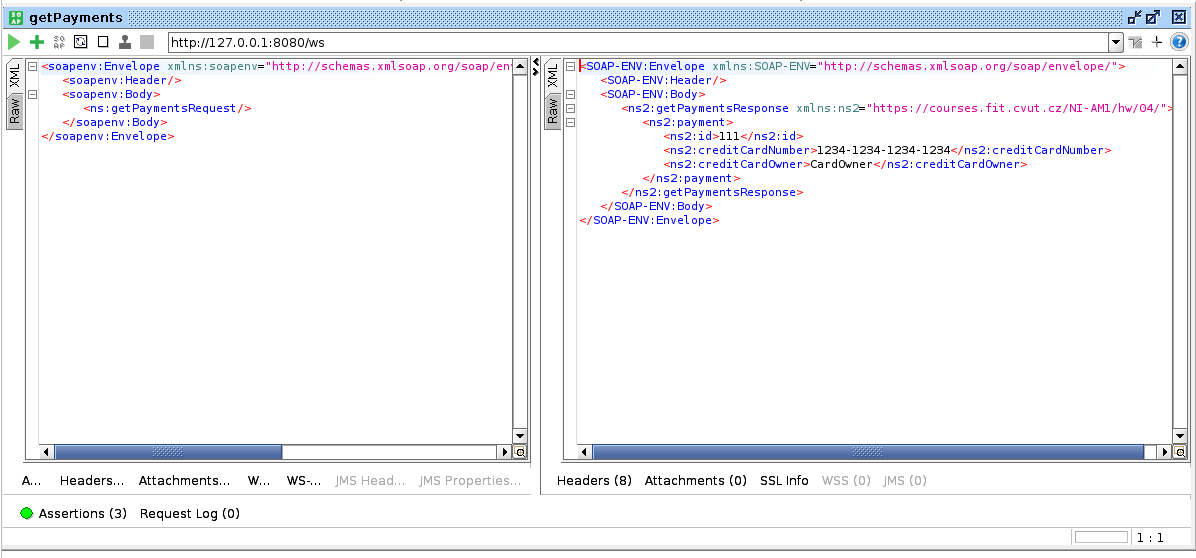 getPayments
http://127.0.0.1:8080/ws
XML
Raw
<soapenv:Envelope xmlns:soapenv="http://schemas.xmlsoap.org/soap/en
<soapenv:Header/>
<soapenv:Body>
<ns:getPaymentsRequest/>
</soapenv:Body>
</soapenv:Envelope>
XML
Raw
<SOAP-ENV:Envelope xmlns:SOAP-ENV="http://schemas.xmlsoap.org/soap/envelope/">
<SOAP-ENV:Header/>
<SOAP-ENV:Body>
<ns2:getPaymentsResponse xmlns:ns2="https://courses.fit.cvut.cz/NI-AM1/hw/04/">
<ns2:payment>
<ns2:id>111</ns2:id>
<ns2:creditCardNumber>1234-1234-1234-1234</ns2:creditCardNumber>
<ns2:creditCardOwner>CardOwner</ns2:creditCardOwner>
</ns2:payment>
</ns2:getPaymentsResponse>
</SOAP-ENV:Body>
</SOAP-ENV:Envelope>
A... Headers... Attachments... W... WS-... JMS Head... JMS Properties...
Headers (8) Attachments (0) SSL Info WSS (0) JMS (0)
Assertions (3) Request Log (0)
1 : 1